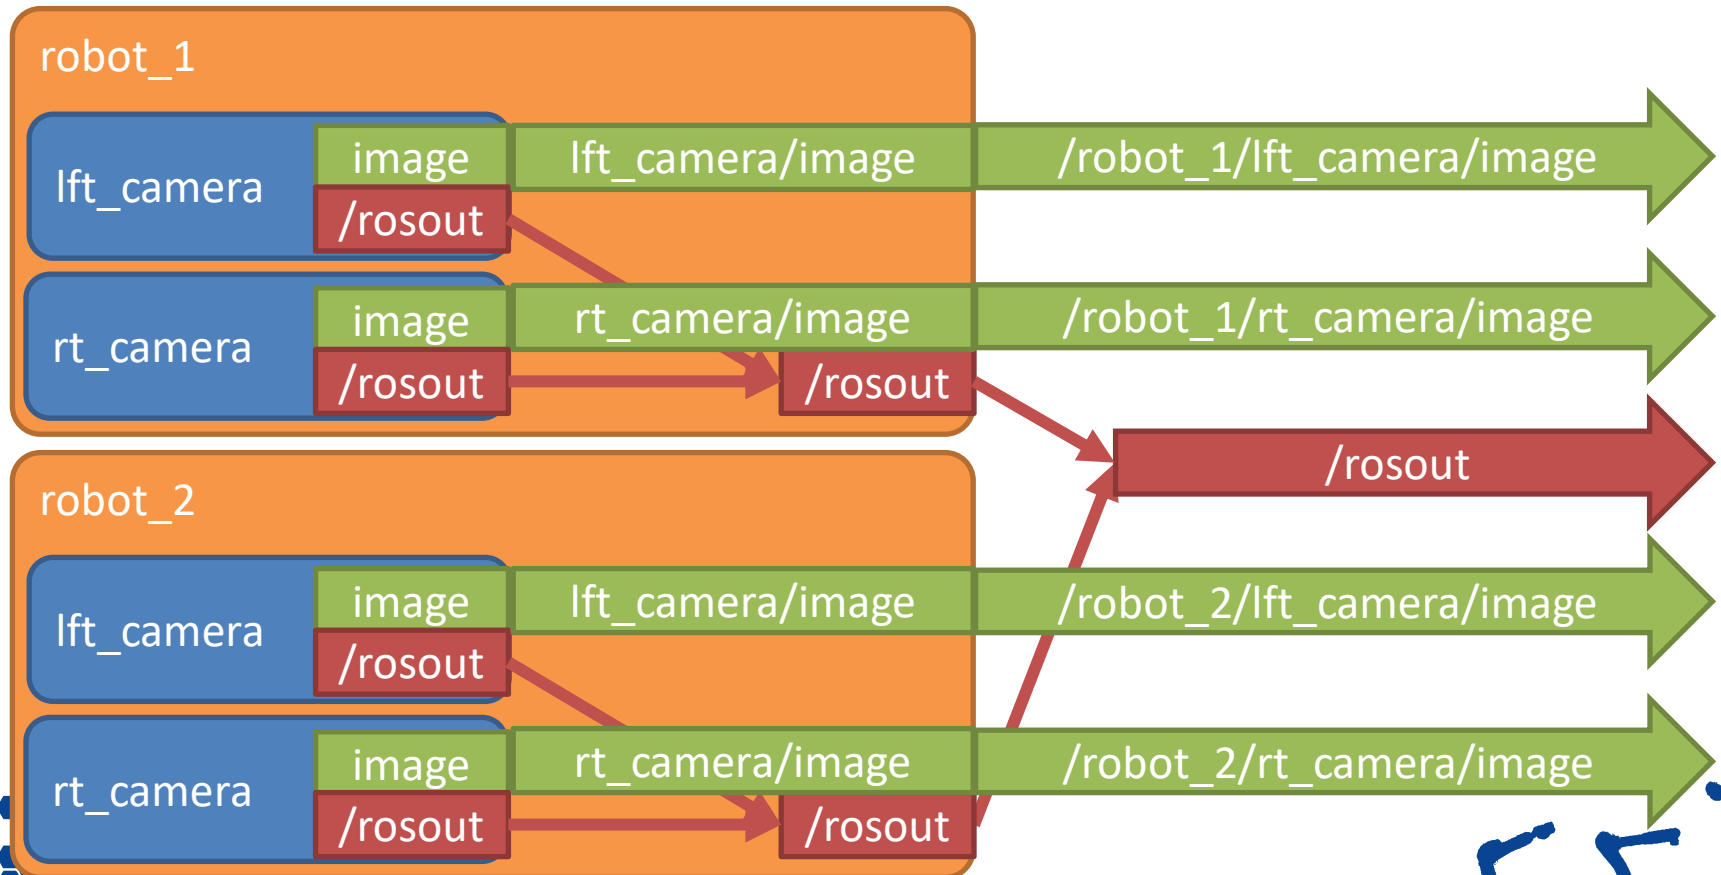 robot_1
lft_camera
image
lft_camera/image
/robot_1/lft_camera/image
/rosout
rt_camera
image
rt_camera/image
/robot_1/rt_camera/image
/rosout
/rosout
/rosout
robot_2
lft_camera
image
lft_camera/image
/robot_2/lft_camera/image
/rosout
rt_camera
image
rt_camera/image
/robot_2/rt_camera/image
/rosout
/rosout